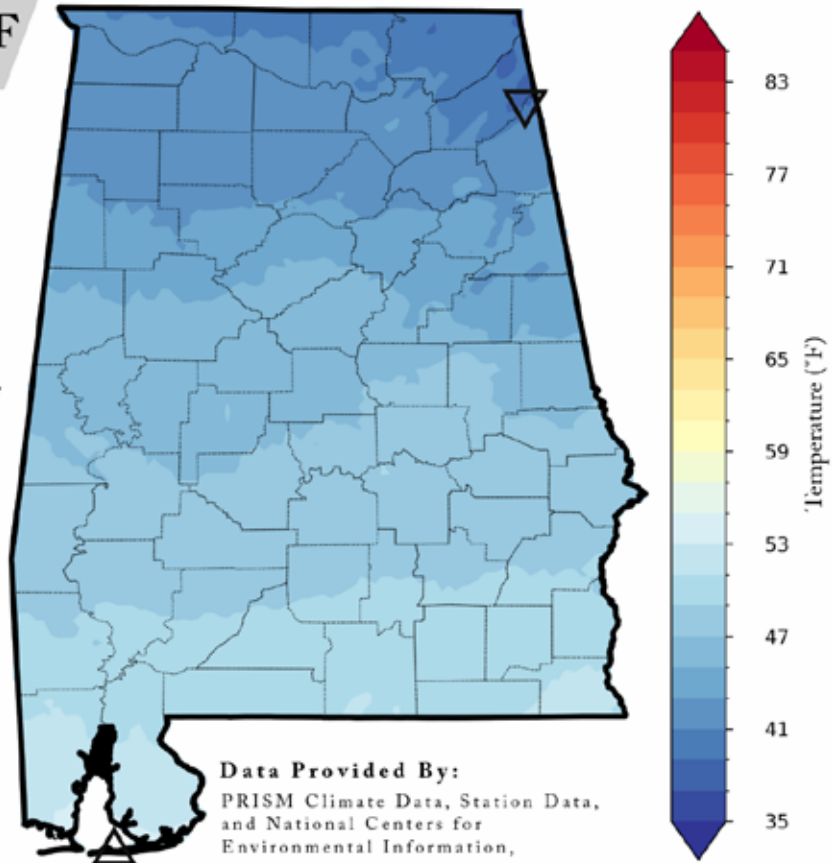 F
83
77
71
65
59
53
47
41
35
Temperature (°F)
Data Provided By:
PRISM Climate Data, Station Data,
and National Centers for
Environmental Information,